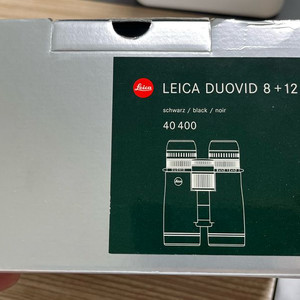 Leica
LEICA DUOVID 8+12
schwarz / black / noir
40 400